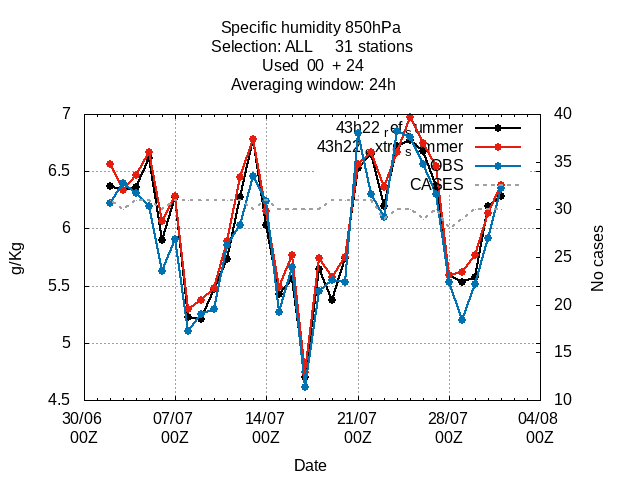 Specific humidity 850hPa
Selection: ALL 31 stations
Used 00 + 24
Averaging window: 24h
7
6.5
6
5.5
5
4.5
g/Kg
40
35
30
25
20
15
10
No cases
OBS
CASES
30/06 07/07 14/07 21/07 28/07 04/08
00Z 00Z 00Z 00Z 00Z 00Z
Date